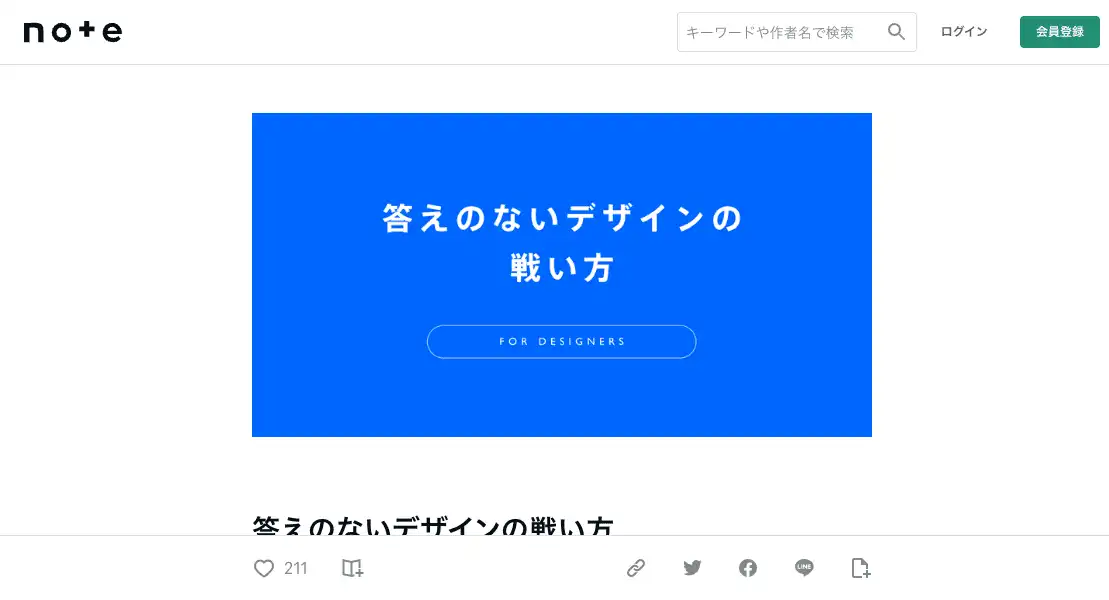 note
キーワードや作者名で検索
ログイン
会員登録
答えのないデザインの
戦い方
FOR DESIGNERS
答えのないデザインの戦い方
211
LINE